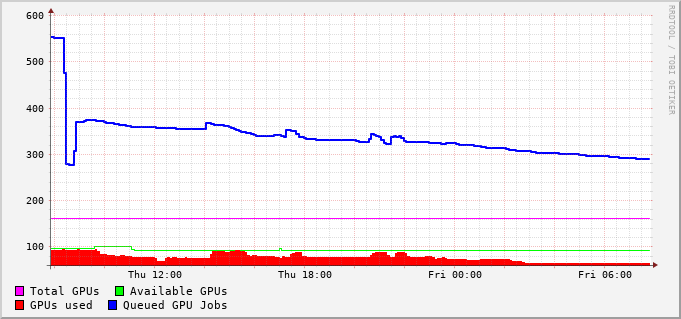 600
500
400
300
200
100
Thu 12:00 Thu 18:00 Fri 00:00 Fri 06:00
Total GPUs Available GPUs
GPUs used Queued GPU Jobs
RRDTOOL / TOBI OETIKER